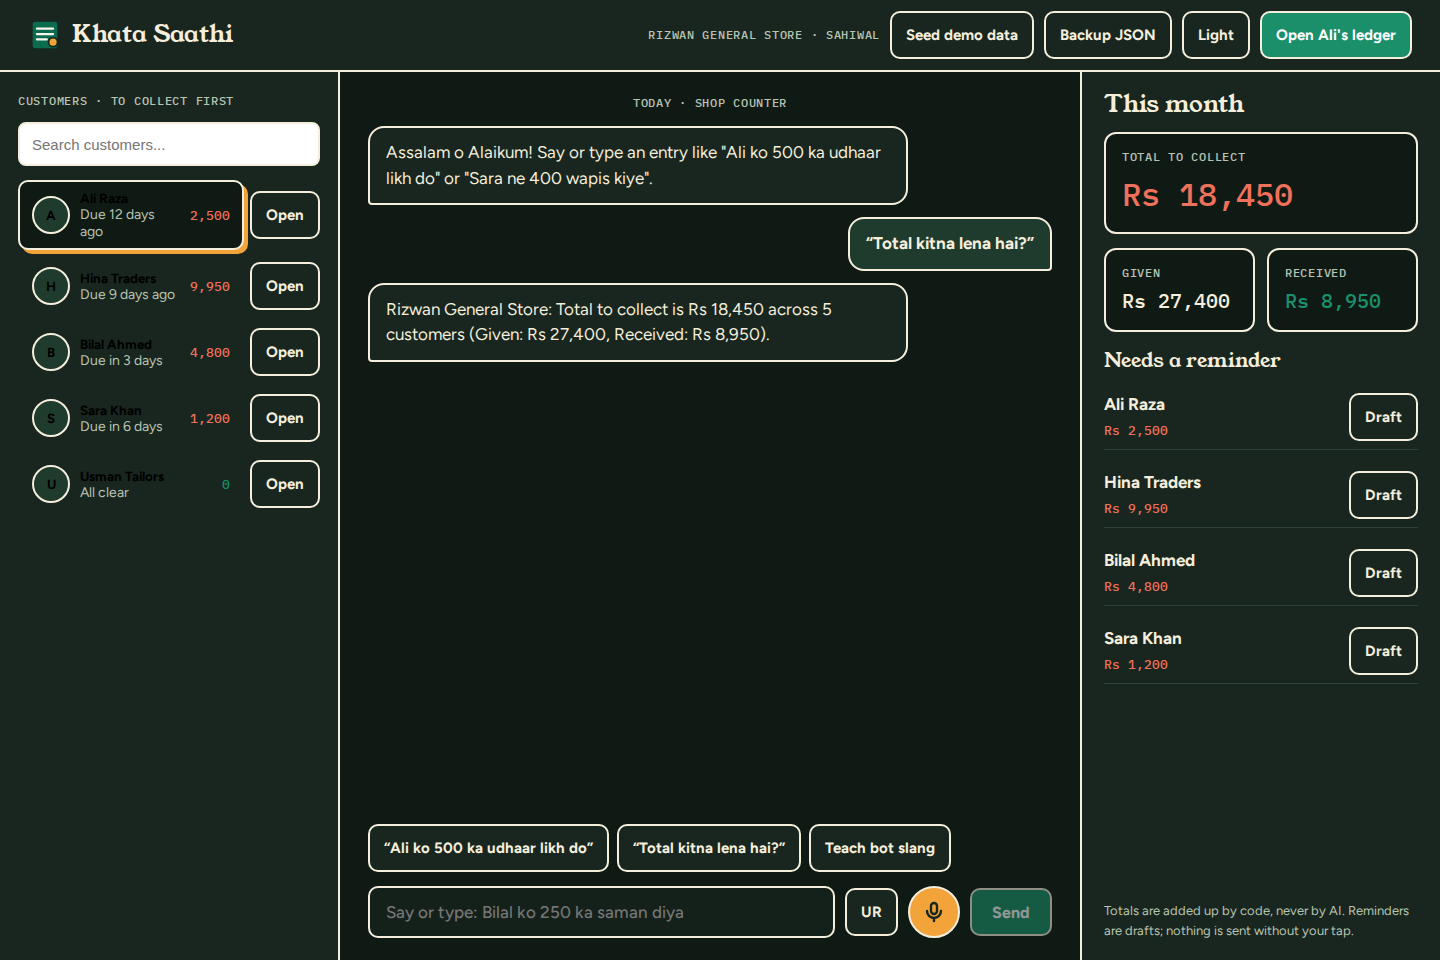 Khata Saathi
RIZWAN GENERAL STORE · SAHIWAL
Seed demo data
Backup JSON
Light
Open Ali's ledger
CUSTOMERS · TO COLLECT FIRST
Search customers...
A
Ali Raza
Due 12 days
ago
2,500
Open
H
Hina Traders
Due 9 days ago
9,950
Open
B
Bilal Ahmed
Due in 3 days
4,800
Open
S
Sara Khan
Due in 6 days
1,200
Open
U
Usman Tailors
All clear
0
Open
TODAY · SHOP COUNTER
Assalam o Alaikum! Say or type an entry like "Ali ko 500 ka udhaar
likh do" or "Sara ne 400 wapis kiye".
“Total kitna lena hai?”
Rizwan General Store: Total to collect is Rs 18,450 across 5
customers (Given: Rs 27,400, Received: Rs 8,950).
“Ali ko 500 ka udhaar likh do”
“Total kitna lena hai?”
Teach bot slang
Say or type: Bilal ko 250 ka saman diya
UR
Send
This month
TOTAL TO COLLECT
Rs 18,450
GIVEN
Rs 27,400
RECEIVED
Rs 8,950
Needs a reminder
Ali Raza
Rs 2,500
Draft
Hina Traders
Rs 9,950
Draft
Bilal Ahmed
Rs 4,800
Draft
Sara Khan
Rs 1,200
Draft
Totals are added up by code, never by AI. Reminders
are drafts; nothing is sent without your tap.